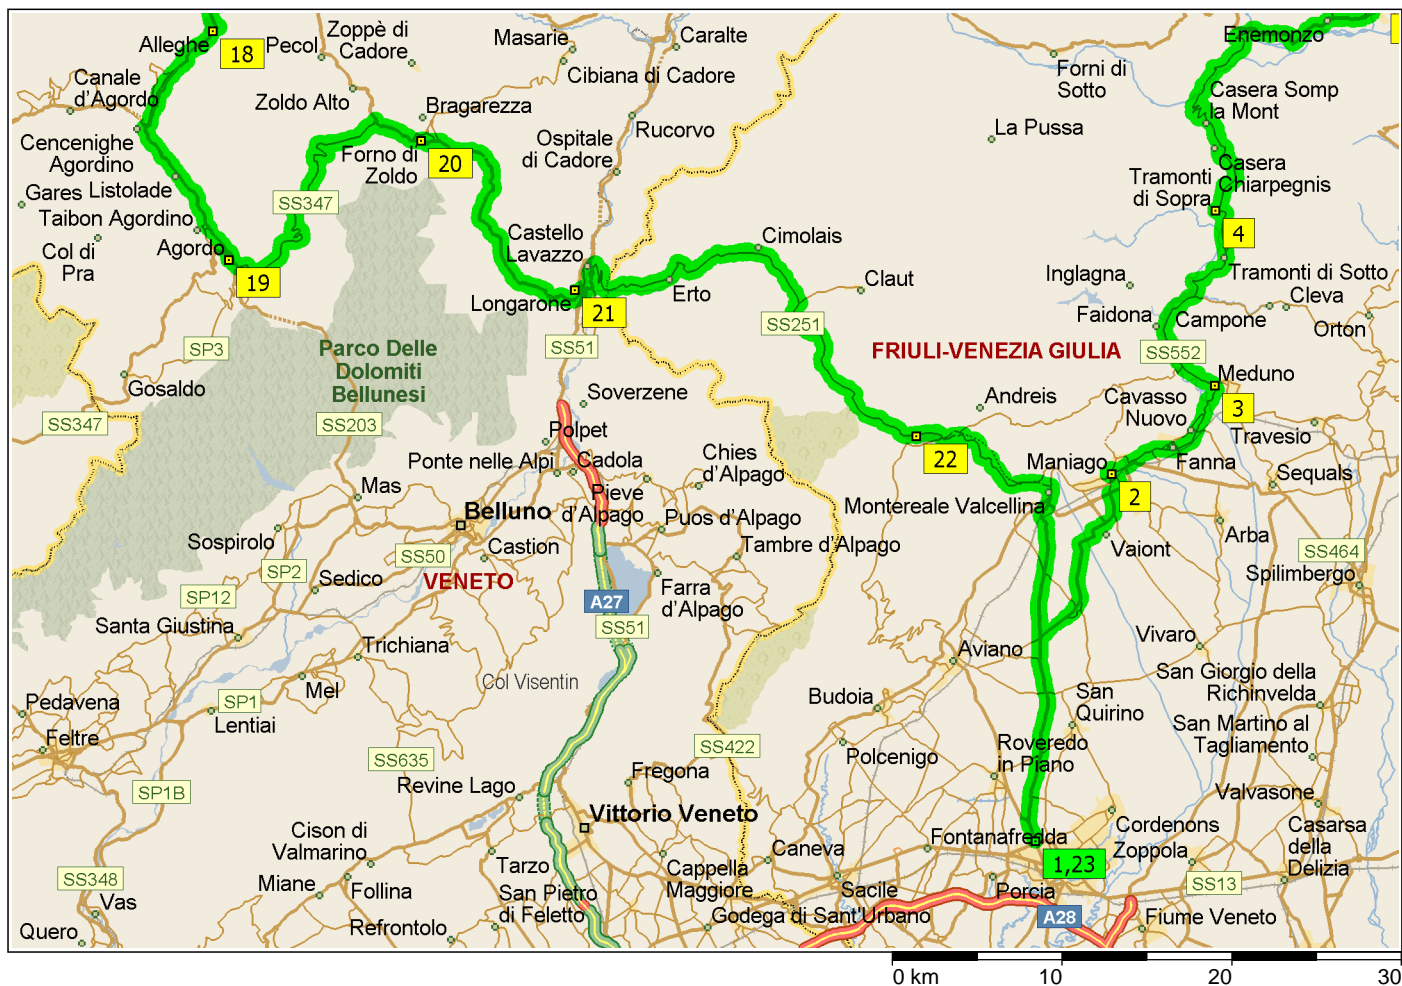 Alleghe
18
Pecol
Zoppè di
Cadore
Masarie
Caralte
Cibiana di Cadore
Enemonzo
Forni di
Sotto
Canale
d'Agordo
Zoldo Alto
Bragarezza
Casera Somp
la Mont
Rucorvo
La Pussa
Cencenighe
Agordino
Forno di
Zoldo
20
Ospitale
di Cadore
Casera
Chiarpegnis
Tramonti
di Sopra
4
Gares
Listolade
SS347
Taibon Agordino
Agordo
Col di
Pra
19
Castello
Lavazzo
Cimolais
Longarone
21
Erto
Claut
Inglagna
Tramonti di Sotto
Cleva
Faidona
Campone
Orton
SS251
SP3
SS51
Parco Delle
Dolomiti
Bellunesi
FRIULI-VENEZIA GIULIA
SS552
Gosaldo
Soverzene
Andreis
Meduno
Cavasso
Nuovo
3
Travesio
SS347
SS203
Polpet
Ponte nelle Alpi
Cadola
Chies
d'Alpago
22
Maniago
Fanna
Sequals
2
Mas
Pieve
d'Alpago
Montereale Valcellina
Belluno
Puos d'Alpago
Sospirolo
SS50
Castion
Tambre d'Alpago
Vaiont
Arba
SS464
SP2
Sedico
VENETO
Farra
d'Alpago
Spilimbergo
SP12
A27
SS51
Santa Giustina
Trichiana
Vivaro
Aviano
San Giorgio della
Richinvelda
Col Visentin
Mel
SP1
Pedavena
Lentiai
Budoia
San
Quirino
San Martino al
Tagliamento
Feltre
SS635
SS422
Polcenigo
Roveredo
in Piano
Fregona
Revine Lago
SP1B
Valvasone
Vittorio Veneto
Cison di
Valmarino
Fontanafredda
Cordenons
Casarsa
della
Delizia
Caneva
Zoppola
1,23
Tarzo
Cappella
Maggiore
SS348
Miane
Follina
San Pietro
di Feletto
Sacile
Porcia
SS13
Vas
Godega di Sant'Urbano
A28
Fiume Veneto
Quero
Refrontolo
0 km
10
20
30